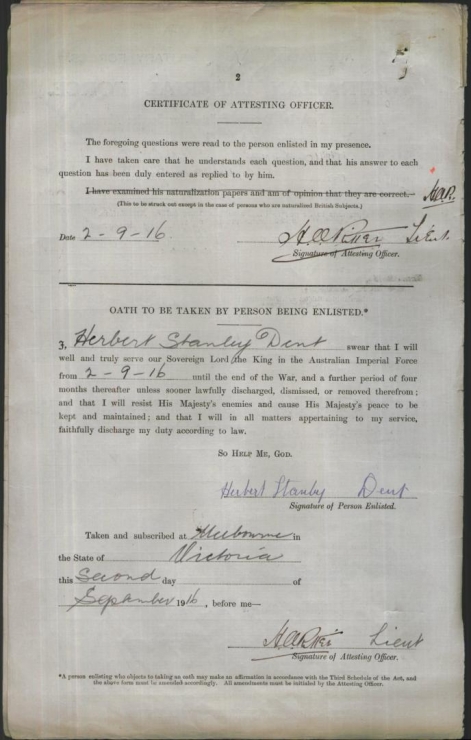 2
CERTIFICATE OF ATTESTING OFFICER.
The foregoing questions were read to the person enlisted in my presence.
I have taken care that he understands each question, and that his answer to each
question has been duly entered as replied to by him.
I have examined his naturalization papers and am of opinion that they are correct.
(This to be struck out except in the case of persons who are naturalized British Subjects.)
Date 2-9-16
Lieut
Signature of Attesting Officer.
OATH TO BE TAKEN BY PERSON BEING ENLISTED.*
I, Herbert Stanley Dent swear that I will
well and truly serve our Sovereign Lord the King in the Australian Imperial Force
from 2-9-16 until the end of the War, and a further period of four
months thereafter unless sooner lawfully discharged, dismissed, or removed therefrom;
and that I will resist His Majesty's enemies and cause His Majesty's peace to be
kept and maintained; and that I will in all matters appertaining to my service,
faithfully discharge my duty according to law.
SO HELP ME, GOD.
Herbert Stanley Dent
Signature of Person Enlisted.
Taken and subscribed at Melbourne in
the State of Victoria
this Second day of
September 1916, before me—
Lieut
Signature of Attesting Officer.
*A person enlisting who objects to taking an oath may make an affirmation in accordance with the Third Schedule of the Act, and
the above form must be amended accordingly. All amendments must be initialed by the Attesting Officer.